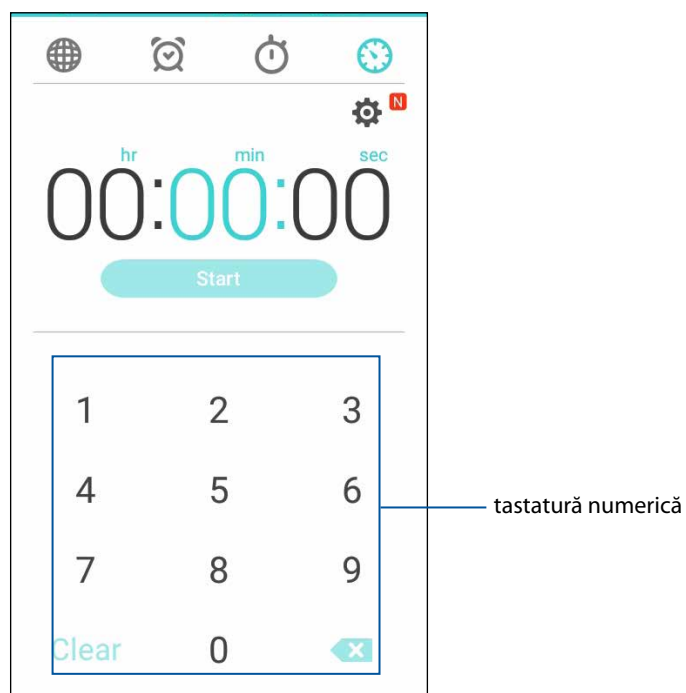 N
hr min sec
00:00:00
Start
1 2 3
4 5 6
tastatură numerică
7 8 9
Clear 0